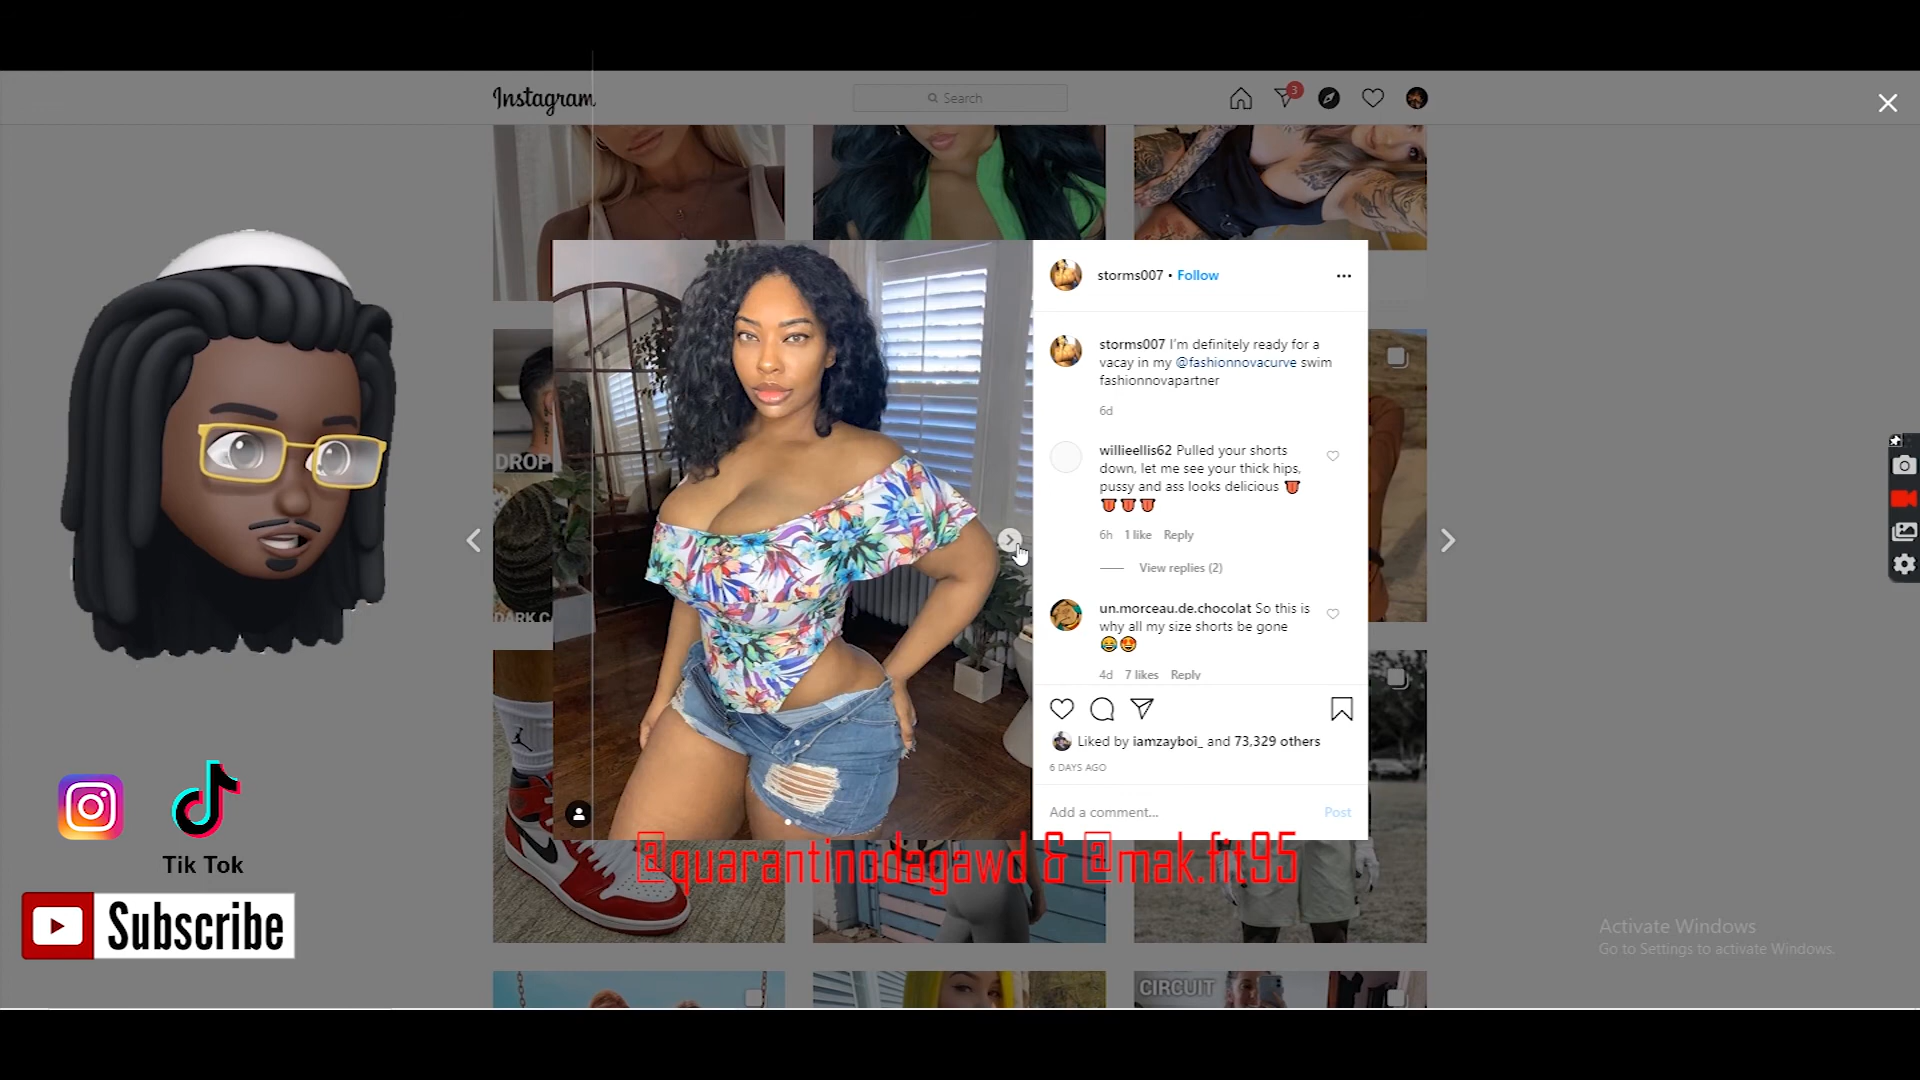 Instagram
Search
3
storms007 • Follow
storms007 I'm definitely ready for a
vacay in my @fashionnovacurve swim
fashionnovapartner
6d
willieellis62 Pulled your shorts
down, let me see your thick hips,
pussy and ass looks delicious 👅
👅👅👅
6h 1 like Reply
View replies (2)
un.morceau.de.chocolat So this is
why all my size shorts be gone
😂😍
4d 7 likes Reply
Liked by iamzayboi_ and 73,329 others
6 DAYS AGO
Add a comment... Post
DROP
DARK C
Tik Tok
Subscribe
@quarantinodagawd & @mak.fit95
Activate Windows
Go to Settings to activate Windows.
CIRCUIT